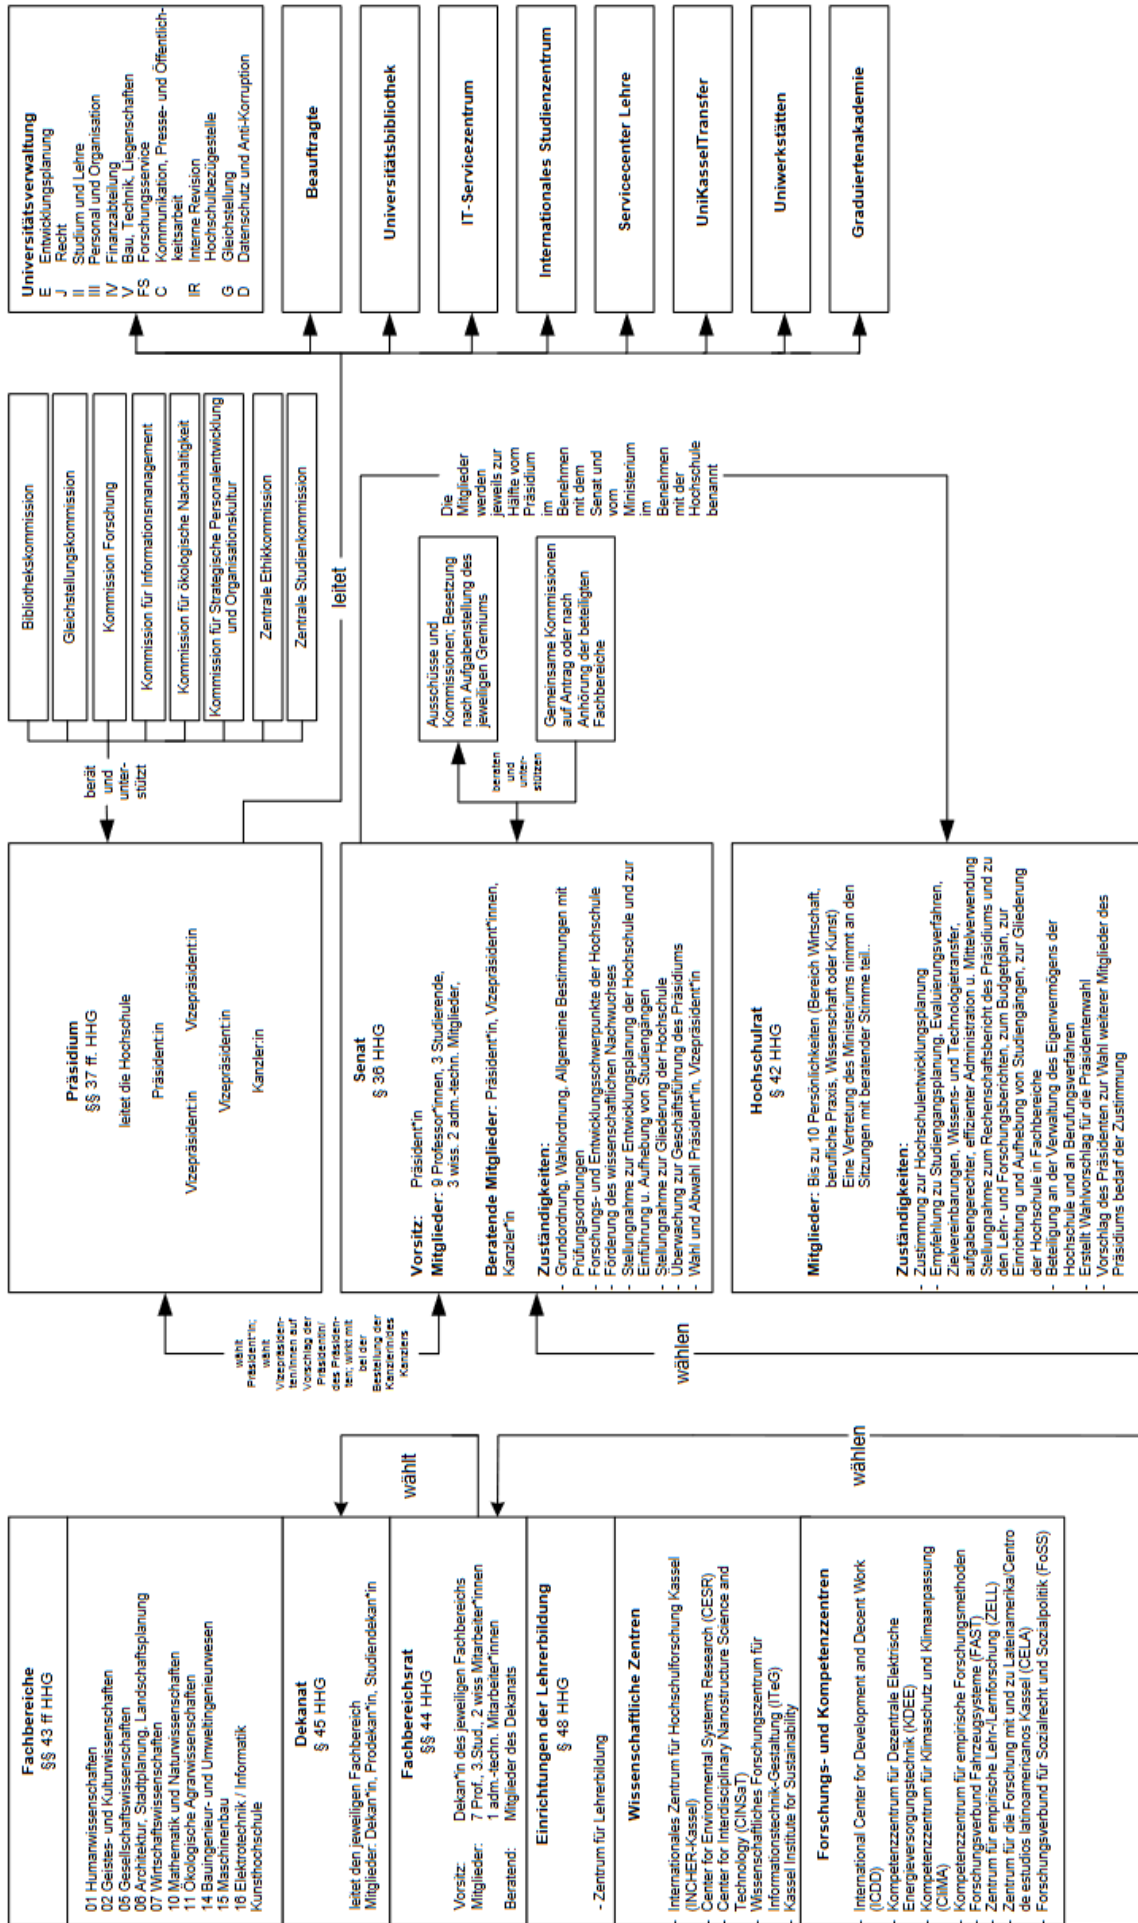 Fachbereiche
§§ 43 ff HHG
01 Humanwissenschaften
02 Geistes- und Kulturwissenschaften
05 Gesellschaftswissenschaften
06 Architektur, Stadtplanung, Landschaftsplanung
07 Wirtschaftswissenschaften
10 Mathematik und Naturwissenschaften
11 Ökologische Agrarwissenschaften
14 Bauingenieur- und Umweltingenieurwesen
15 Maschinenbau
16 Elektrotechnik / Informatik
Kunsthochschule
Dekanat
§ 45 HHG
leitet den jeweiligen Fachbereich
Mitglieder: Dekan*in, Prodekan*in, Studiendekan*in
wählt
Fachbereichsrat
§§ 44 HHG
Vorsitz: Dekan*in des jeweiligen Fachbereichs
Mitglieder: 7 Prof., 3.Stud., 2 wiss Mitarbeiter*innen
1 adm.-techn. Mitarbeiter*innen
Beratend: Mitglieder des Dekanats
Einrichtungen der Lehrerbildung
§ 48 HHG
- Zentrum für Lehrerbildung
Wissenschaftliche Zentren
- Internationales Zentrum für Hochschulforschung Kassel
(INCHER-Kassel)
- Center for Environmental Systems Research (CESR)
- Center for Interdisciplinary Nanostructure Science and
Technology (CINSaT)
- Wissenschaftliches Forschungszentrum für
Informationstechnik-Gestaltung (ITeG)
- Kassel Institute for Sustainability
wählen
Forschungs- und Kompetenzzentren
- International Center for Development and Decent Work
(ICDD)
- Kompetenzzentrum für Dezentrale Elektrische
Energieversorgungstechnik (KDEE)
- Kompetenzzentrum für Klimaschutz und Klimaanpassung
(CliMA)
- Kompetenzzentrum für empirische Forschungsmethoden
- Forschungsverbund Fahrzeugsysteme (FAST)
- Zentrum für empirische Lehr-/Lernforschung (ZELL)
- Zentrum für die Forschung mit und zu Lateinamerika/Centro
de estudios latinoamericanos Kassel (CELA)
- Forschungsverbund für Sozialrecht und Sozialpolitik (FoSS)
Präsidium
§§ 37 ff. HHG
leitet die Hochschule
Präsident:in
Vizepräsident:in Vizepräsident:in
Vizepräsident:in
Kanzler:in
wählt
Präsident*in;
wählt
Vizepräsiden-
ten/innen auf
Vorschlag der
Präsidentin/
des Präsiden-
ten; wirkt mit
bei der
Bestellung der
Kanzlerin/des
Kanzlers
Senat
§ 36 HHG
Vorsitz: Präsident*in
Mitglieder: 9 Professor*innen, 3 Studierende,
3 wiss. 2 adm.-techn. Mitglieder,
Beratende Mitglieder: Präsident*in, Vizepräsident*innen,
Kanzler*in
Zuständigkeiten:
- Grundordnung, Wahlordnung, Allgemeine Bestimmungen mit
Prüfungsordnungen
- Forschungs- und Entwicklungsschwerpunkte der Hochschule
- Förderung des wissenschaftlichen Nachwuchses
- Stellungnahme zur Entwicklungsplanung der Hochschule und zur
Einführung u. Aufhebung von Studiengängen
- Stellungnahme zur Gliederung der Hochschule
- Überwachung zur Geschäftsführung des Präsidiums
- Wahl und Abwahl Präsident*in, Vizepräsident*in
wählen
Hochschulrat
§ 42 HHG
Mitglieder: Bis zu 10 Persönlichkeiten (Bereich Wirtschaft,
berufliche Praxis, Wissenschaft oder Kunst)
Eine Vertretung des Ministeriums nimmt an den
Sitzungen mit beratender Stimme teil..
Zuständigkeiten:
- Zustimmung zur Hochschulentwicklungsplanung
- Empfehlung zu Studiengangsplanung, Evaluierungsverfahren,
Zielvereinbarungen, Wissens- und Technologietransfer,
aufgabengerechter, effizienter Administration u. Mittelverwendung
- Stellungnahme zum Rechenschaftsbericht des Präsidiums und zu
den Lehr- und Forschungsberichten, zum Budgetplan, zur
Einrichtung und Aufhebung von Studiengängen, zur Gliederung
der Hochschule in Fachbereiche
- Beteiligung an der Verwaltung des Eigenvermögens der
Hochschule und an Berufungsverfahren
- Erstellt Wahlvorschlag für die Präsidentenwahl
- Vorschlag des Präsidenten zur Wahl weiterer Mitglieder des
Präsidiums bedarf der Zustimmung
berät
und
unter-
stützt
Bibliothekskommission
Gleichstellungskommission
Kommission Forschung
Kommission für Informationsmanagement
Kommission für ökologische Nachhaltigkeit
Kommission für Strategische Personalentwicklung
und Organisationskultur
Zentrale Ethikkommission
Zentrale Studienkommission
leitet
beraten
und
unter-
stützen
Ausschüsse und
Kommissionen; Besetzung
nach Aufgabenstellung des
jeweiligen Gremiums
Gemeinsame Kommissionen
auf Antrag oder nach
Anhörung der beteiligten
Fachbereiche
Die
Mitglieder
werden
jeweils zur
Hälfte vom
Präsidium
im
Benehmen
mit dem
Senat und
vom
Ministerium
im
Benehmen
mit der
Hochschule
benannt
Universitätsverwaltung
E Entwicklungsplanung
J Recht
II Studium und Lehre
III Personal und Organisation
IV Finanzabteilung
V Bau, Technik, Liegenschaften
FS Forschungsservice
C Kommunikation, Presse- und Öffentlich-
keitsarbeit
IR Interne Revision
Hochschulbezügestelle
G Gleichstellung
D Datenschutz und Anti-Korruption
Beauftragte
Universitätsbibliothek
IT-Servicezentrum
Internationales Studienzentrum
Servicecenter Lehre
UniKasselTransfer
Uniwerkstätten
Graduiertenakademie